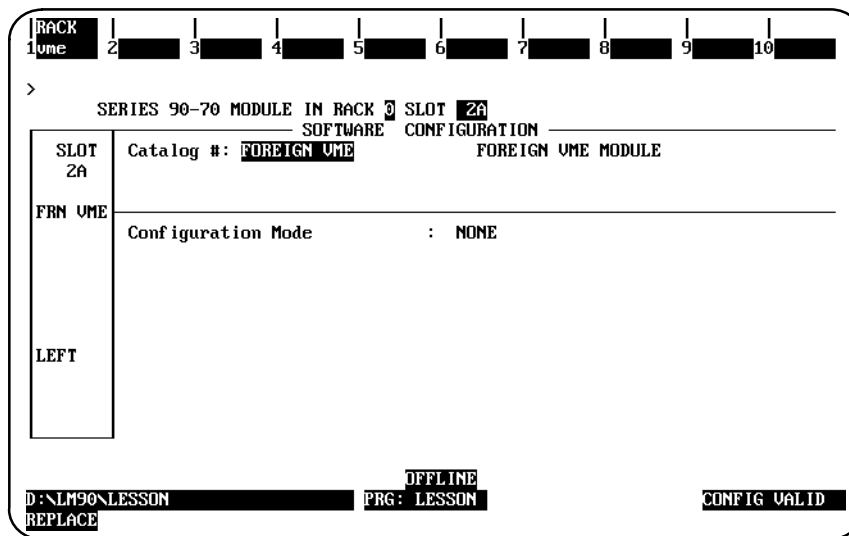 RACK
1vme 2 3 4 5 6 7 8 9 10
>
SERIES 90-70 MODULE IN RACK 0 SLOT 2A
SOFTWARE CONFIGURATION
SLOT Catalog #: FOREIGN VME FOREIGN VME MODULE
2A
FRN VME
Configuration Mode : NONE
LEFT
OFFLINE
D:\LM90\LESSON PRG: LESSON CONFIG VALID
REPLACE